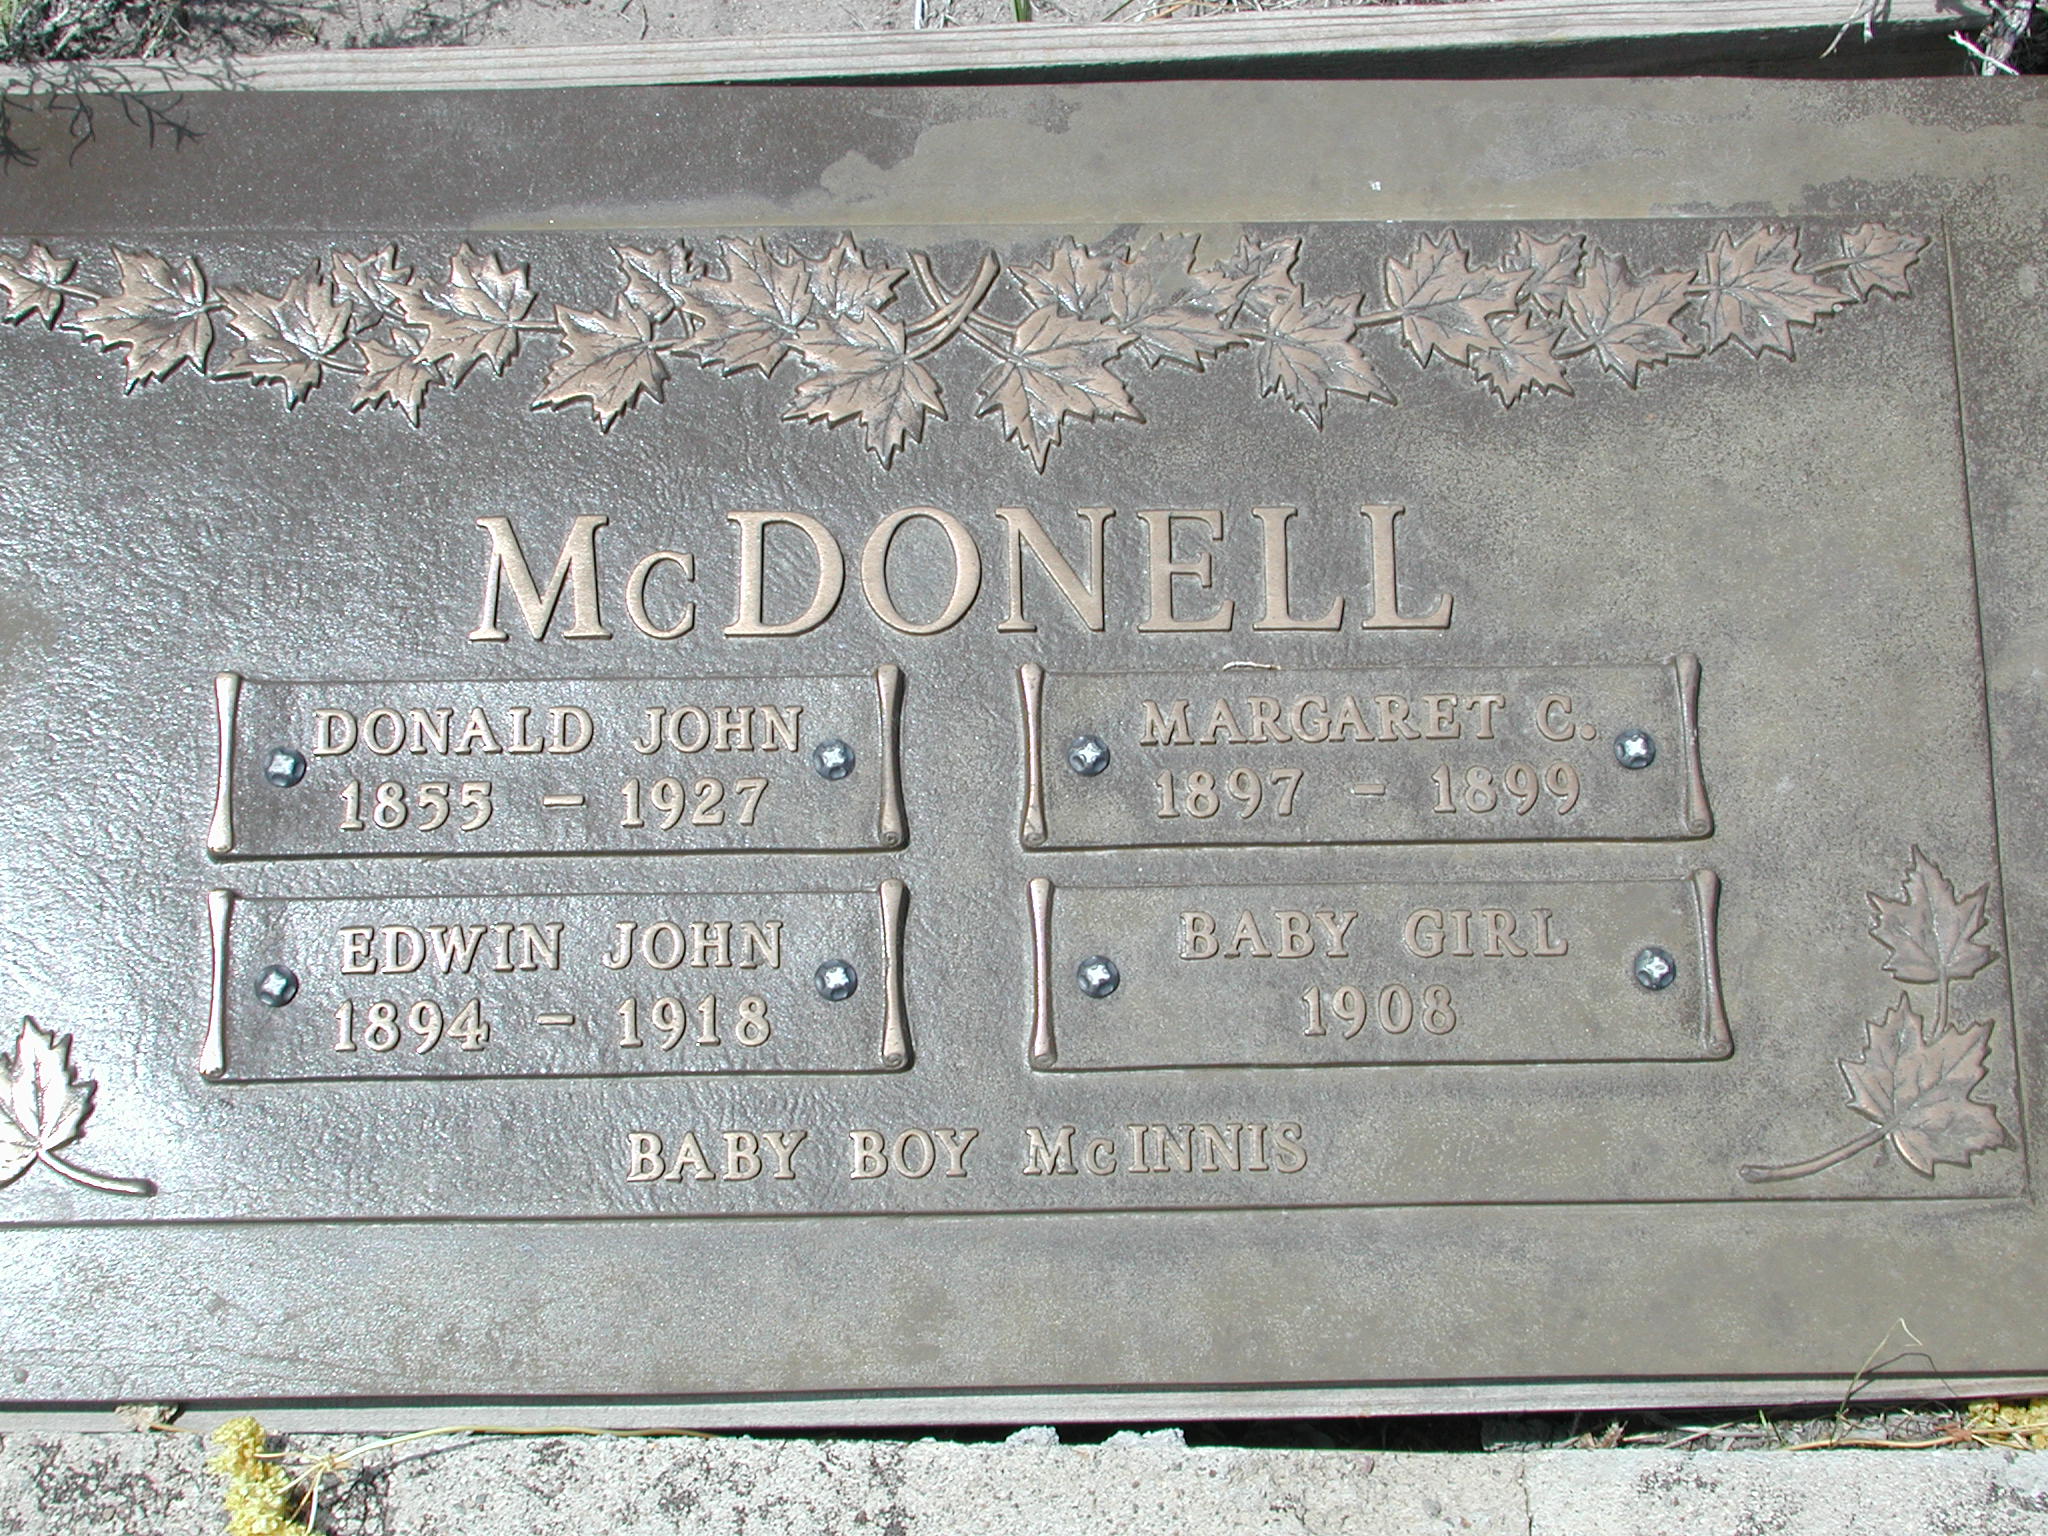 McDONELL
DONALD JOHN
1855 - 1927
MARGARET C.
1897 - 1899
EDWIN JOHN
1894 - 1918
BABY GIRL
1908
BABY BOY McINNIS